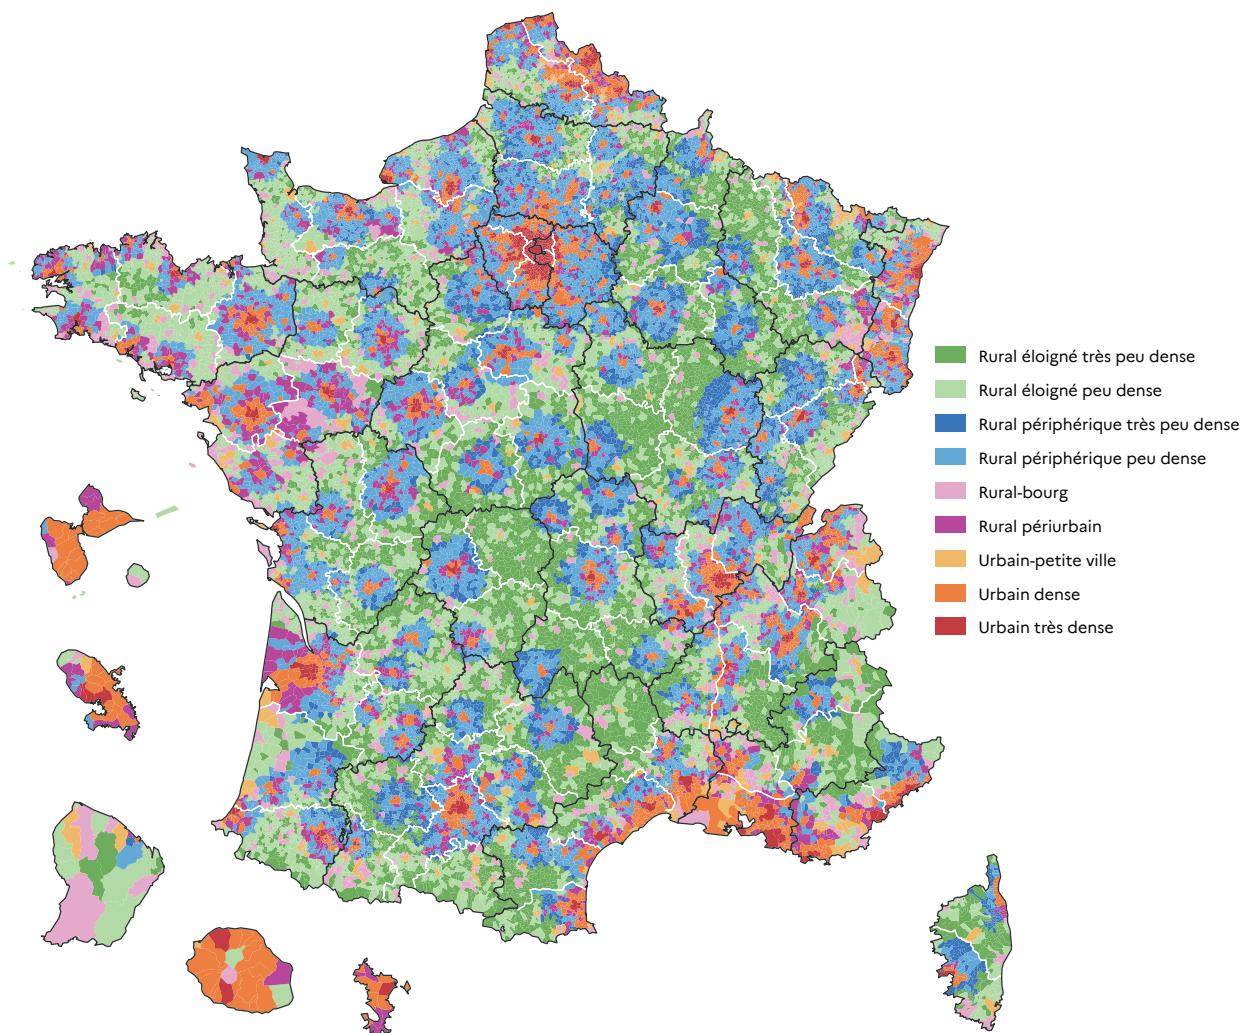 Rural éloigné très peu dense
Rural éloigné peu dense
Rural périphérique très peu dense
Rural périphérique peu dense
Rural-bourg
Rural périurbain
Urbain-petite ville
Urbain dense
Urbain très dense